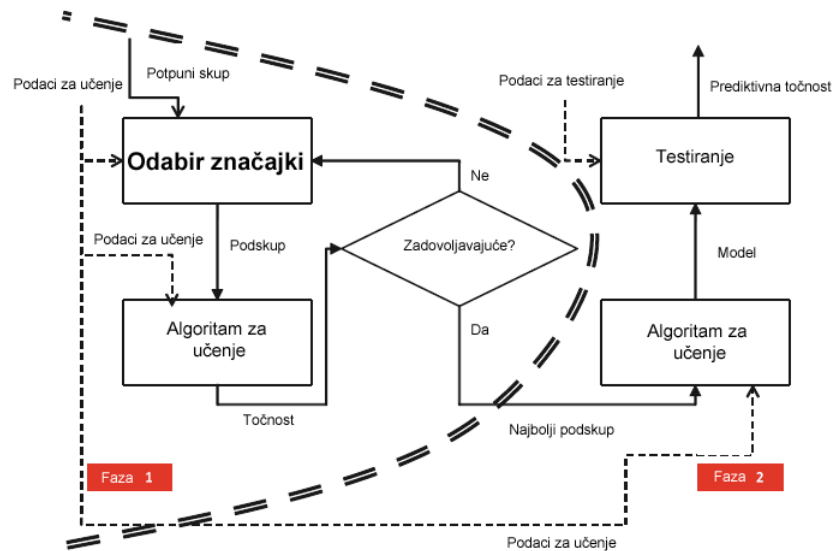 Potpuni skup
Podaci za učenje
Odabir značajki
Podaci za učenje
Podskup
Algoritam za
učenje
Točnost
Ne
Zadovoljavajuće?
Da
Najbolji podskup
Faza 1
Podaci za testiranje
Prediktivna točnost
Testiranje
Model
Algoritam za
učenje
Faza 2
Podaci za učenje